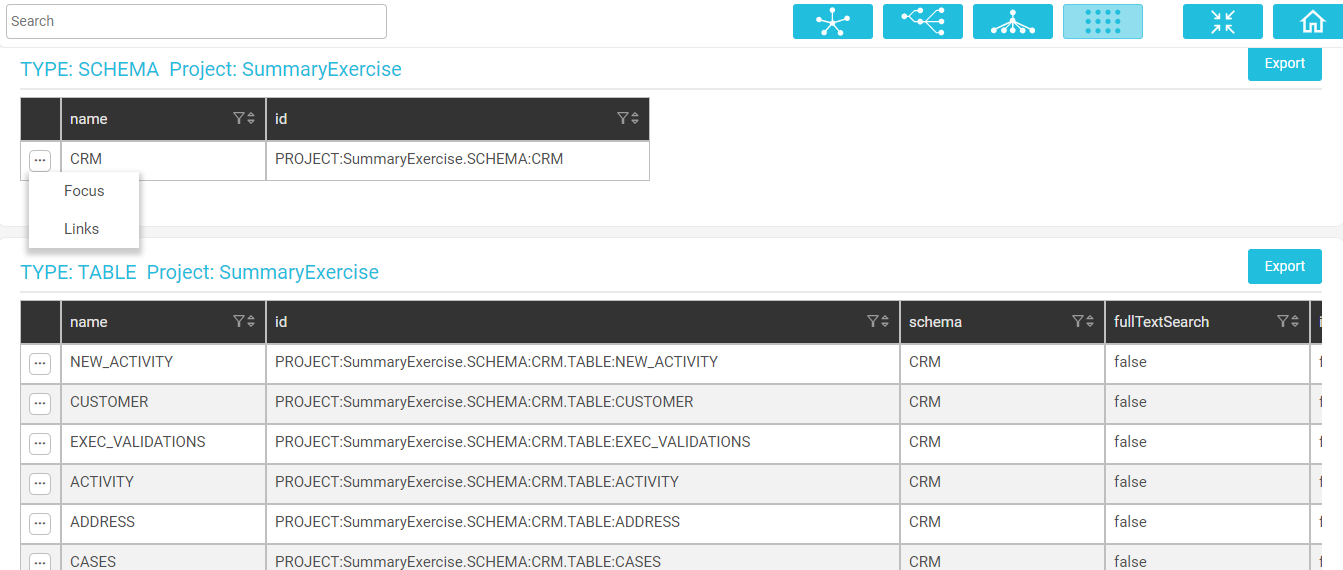 Search
TYPE: SCHEMA Project: SummaryExercise
Export
name id
CRM PROJECT:SummaryExercise.SCHEMA:CRM
Focus
Links
TYPE: TABLE Project: SummaryExercise
Export
name id schema fullTextSearch
NEW_ACTIVITY PROJECT:SummaryExercise.SCHEMA:CRM.TABLE:NEW_ACTIVITY CRM false
CUSTOMER PROJECT:SummaryExercise.SCHEMA:CRM.TABLE:CUSTOMER CRM false
EXEC_VALIDATIONS PROJECT:SummaryExercise.SCHEMA:CRM.TABLE:EXEC_VALIDATIONS CRM false
ACTIVITY PROJECT:SummaryExercise.SCHEMA:CRM.TABLE:ACTIVITY CRM false
ADDRESS PROJECT:SummaryExercise.SCHEMA:CRM.TABLE:ADDRESS CRM false
CASES PROJECT:SummaryExercise.SCHEMA:CRM.TABLE:CASES CRM false